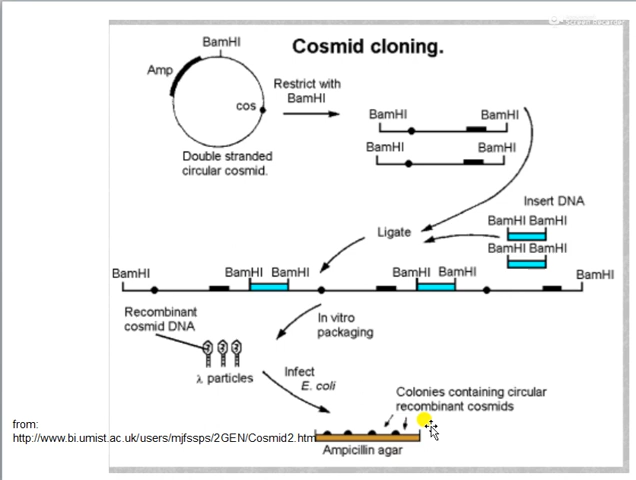 Cosmid cloning.
BamHI
Amp
cos
Restrict with
BamHI
Double stranded
circular cosmid.
BamHI BamHI
BamHI BamHI
Insert DNA
BamHI BamHI
BamHI BamHI
Ligate
BamHI BamHI BamHI BamHI BamHI BamHI
Recombinant
cosmid DNA
In vitro
packaging
λ particles
Infect
E. coli
Colonies containing circular
recombinant cosmids
from:
http://www.bi.umist.ac.uk/users/mjfssps/2GEN/Cosmid2.htm
Ampicillin agar